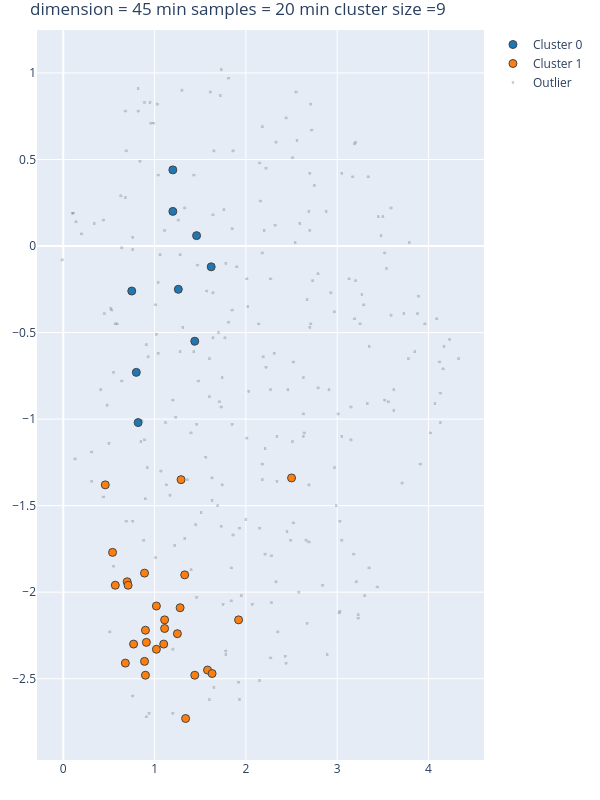 dimension = 45 min samples = 20 min cluster size =9
Cluster 0
Cluster 1
Outlier
1
0.5
0
−0.5
−1
−1.5
−2
−2.5
0 1 2 3 4